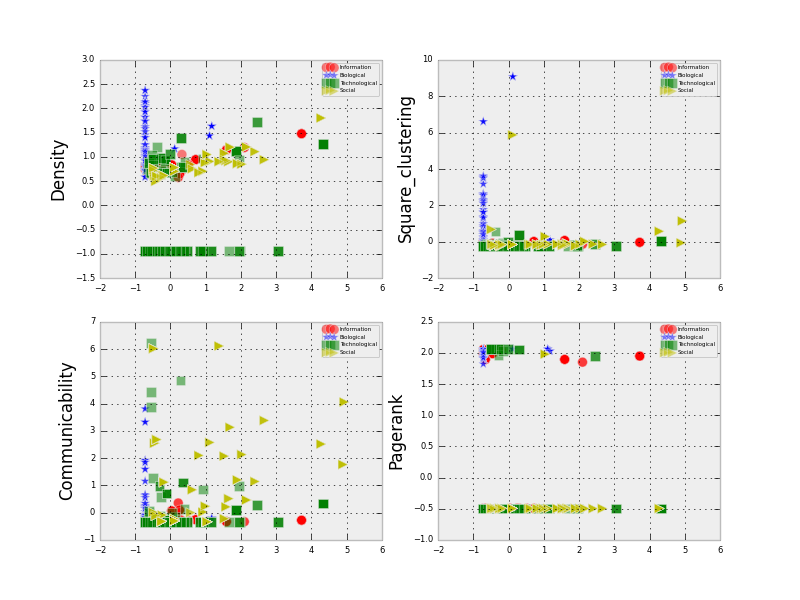 3.0
2.5
2.0
1.5
1.0
0.5
0.0
−0.5
−1.0
−1.5
Density
−2 −1 0 1 2 3 4 5 6
Information
Biological
Technological
Social
10
8
6
4
2
0
−2
Square_clustering
−2 −1 0 1 2 3 4 5 6
Information
Biological
Technological
Social
7
6
5
4
3
2
1
0
−1
Communicability
−2 −1 0 1 2 3 4 5 6
Information
Biological
Technological
Social
2.5
2.0
1.5
1.0
0.5
0.0
−0.5
−1.0
Pagerank
−2 −1 0 1 2 3 4 5 6
Information
Biological
Technological
Social